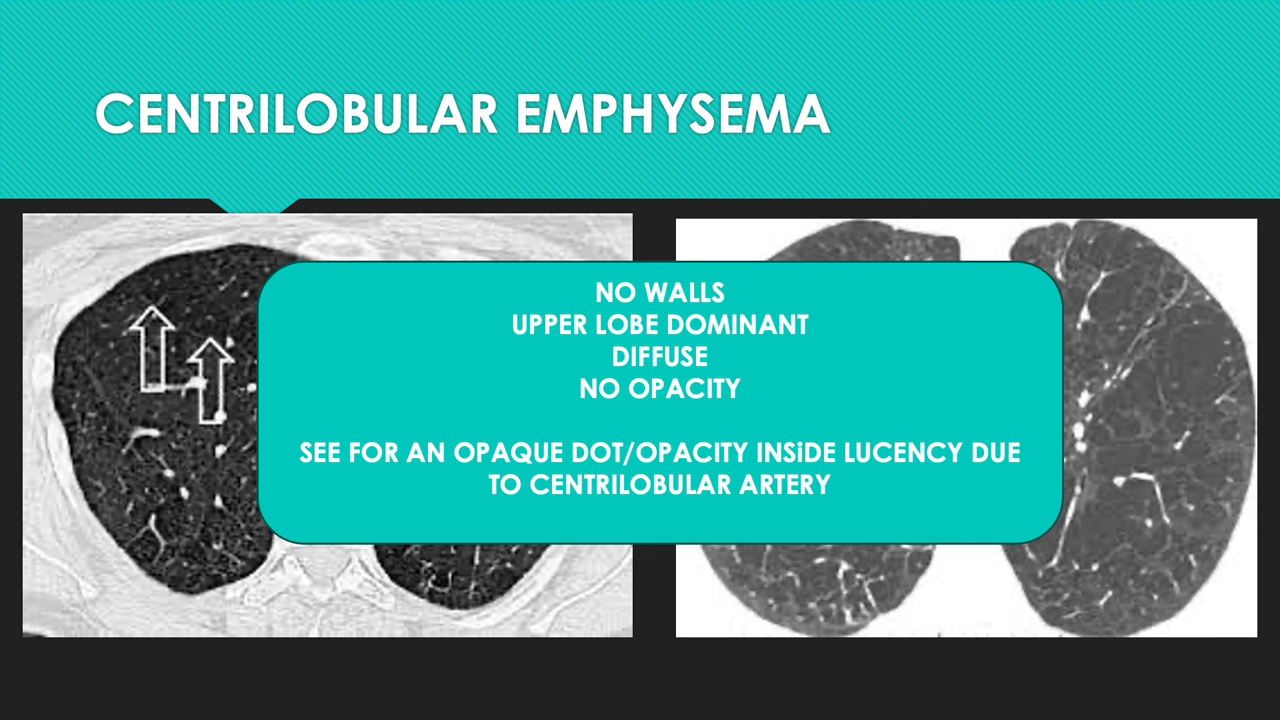 CENTRILOBULAR EMPHYSEMA
NO WALLS
UPPER LOBE DOMINANT
DIFFUSE
NO OPACITY
SEE FOR AN OPAQUE DOT/OPACITY INSiDE LUCENCY DUE
TO CENTRILOBULAR ARTERY